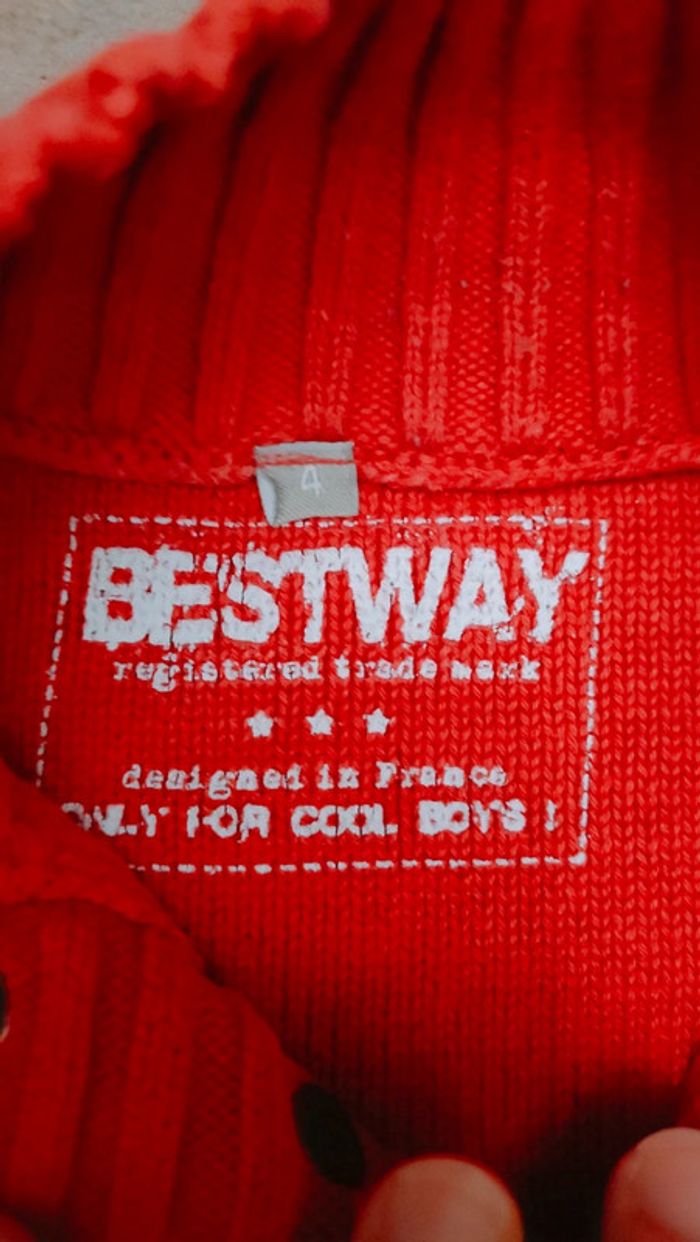 4
BESTWAY
registered trade mark
designed in France
ONLY FOR COOL BOYS !